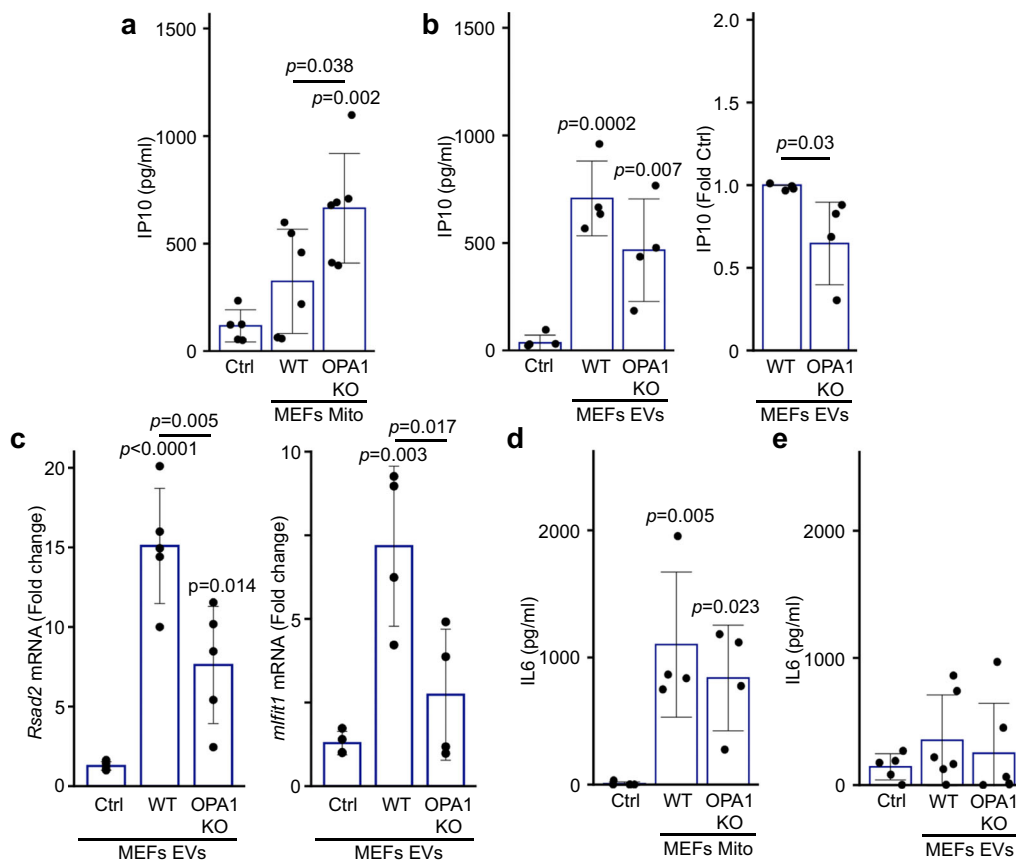 a
IP10 (pg/ml)
1500
1000
500
0
p=0.038
p=0.002
Ctrl
WT
OPA1
KO
MEFs Mito
b
IP10 (pg/ml)
1500
1000
500
0
p=0.0002
p=0.007
Ctrl
WT
OPA1
KO
MEFs EVs
IP10 (Fold Ctrl)
2.0
1.5
1.0
0.5
0
p=0.03
WT
OPA1
KO
MEFs EVs
c
Rsad2 mRNA (Fold change)
20
15
10
5
0
p=0.005
p<0.0001
p=0.014
Ctrl
WT
OPA1
KO
MEFs EVs
mIfit1 mRNA (Fold change)
10
5
0
p=0.017
p=0.003
Ctrl
WT
OPA1
KO
MEFs EVs
d
IL6 (pg/ml)
2000
1000
0
p=0.005
p=0.023
Ctrl
WT
OPA1
KO
MEFs Mito
e
IL6 (pg/ml)
2000
1000
0
Ctrl
WT
OPA1
KO
MEFs EVs